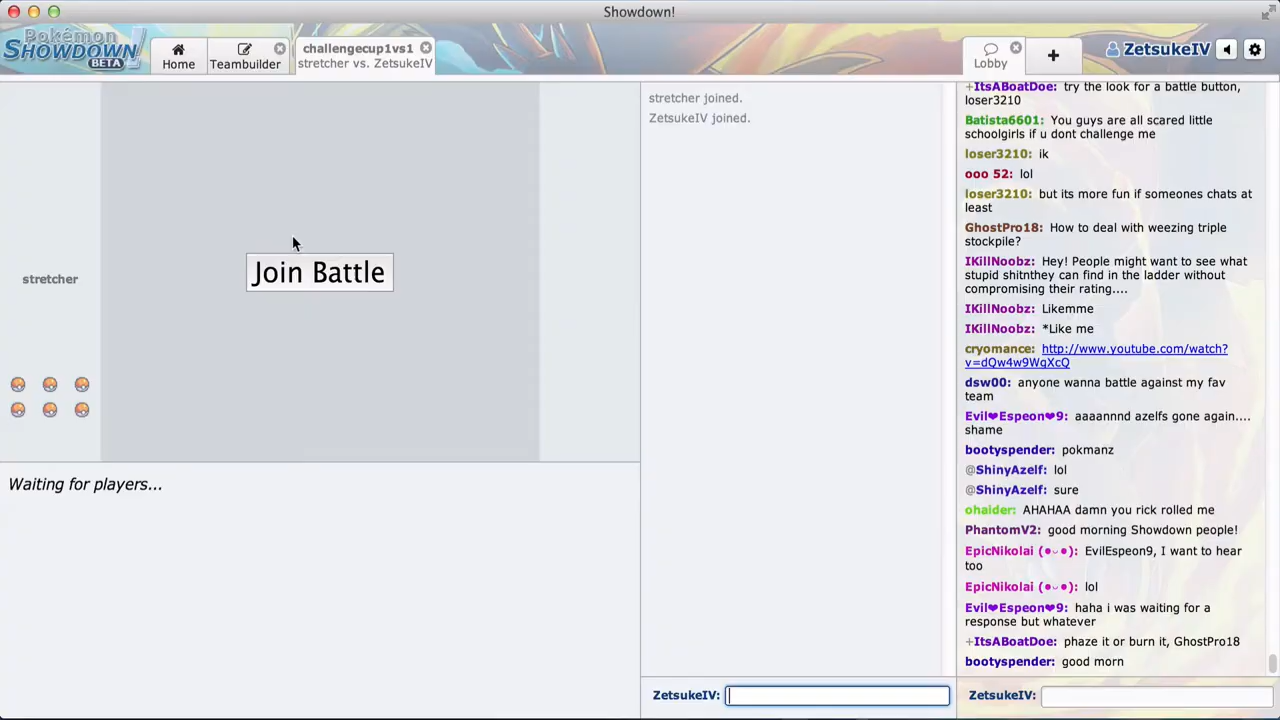 Showdown!
Pokémon
SHOWDOWN!
BETA
Home
Teambuilder
challengecup1vs1
stretcher vs. ZetsukeIV
Lobby
+
ZetsukeIV
stretcher
Join Battle
Waiting for players...
stretcher joined.
ZetsukeIV joined.
ZetsukeIV:
+ItsABoatDoe: try the look for a battle button,
loser3210
Batista6601: You guys are all scared little
schoolgirls if u dont challenge me
loser3210: ik
ooo 52: lol
loser3210: but its more fun if someones chats at
least
GhostPro18: How to deal with weezing triple
stockpile?
IKillNoobz: Hey! People might want to see what
stupid shitnthey can find in the ladder without
compromising their rating....
IKillNoobz: Likemme
IKillNoobz: *Like me
cryomance: http://www.youtube.com/watch?
v=dQw4w9WgXcQ
dsw00: anyone wanna battle against my fav
team
Evil❤Espeon❤9: aaaannnd azelfs gone again....
shame
bootyspender: pokmanz
@ShinyAzelf: lol
@ShinyAzelf: sure
ohaider: AHAHAA damn you rick rolled me
PhantomV2: good morning Showdown people!
EpicNikolai (●⌣●): EvilEspeon9, I want to hear
too
EpicNikolai (●⌣●): lol
Evil❤Espeon❤9: haha i was waiting for a
response but whatever
+ItsABoatDoe: phaze it or burn it, GhostPro18
bootyspender: good morn
ZetsukeIV: